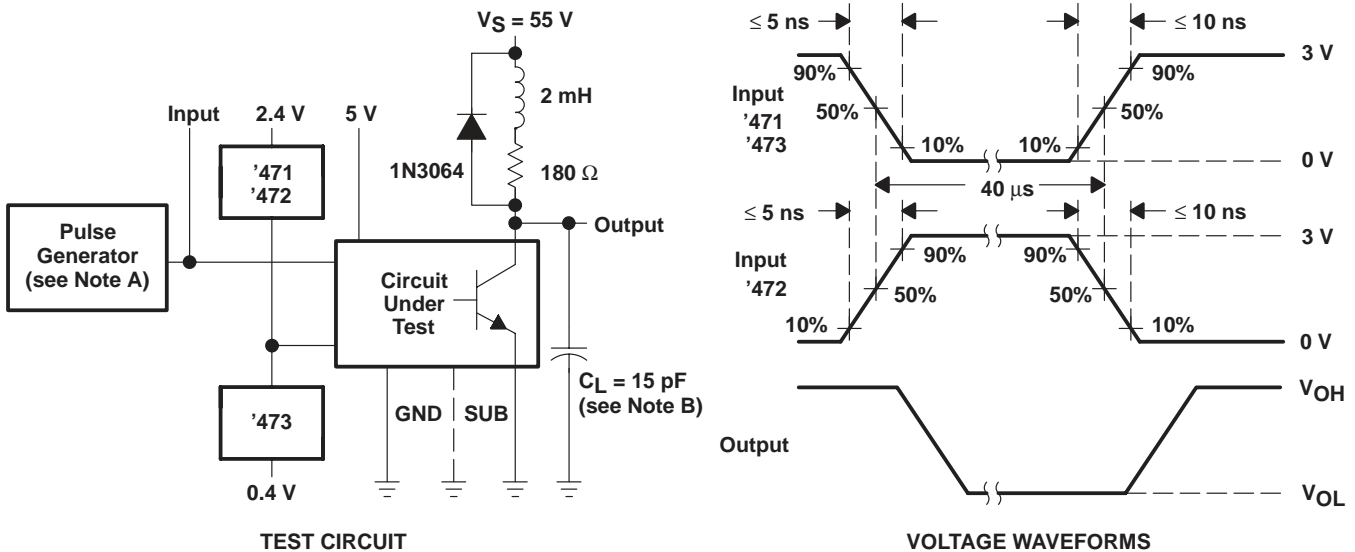 VS = 55 V
2 mH
180 Ω
1N3064
Input
2.4 V
5 V
'471
'472
Pulse
Generator
(see Note A)
Circuit
Under
Test
Output
CL = 15 pF
(see Note B)
GND
SUB
'473
0.4 V
TEST CIRCUIT
≤ 5 ns
≤ 10 ns
3 V
90%
90%
Input
'471
'473
50%
50%
10%
10%
0 V
40 μs
≤ 5 ns
≤ 10 ns
3 V
Input
'472
90%
90%
50%
50%
10%
10%
0 V
VOH
Output
VOL
VOLTAGE WAVEFORMS